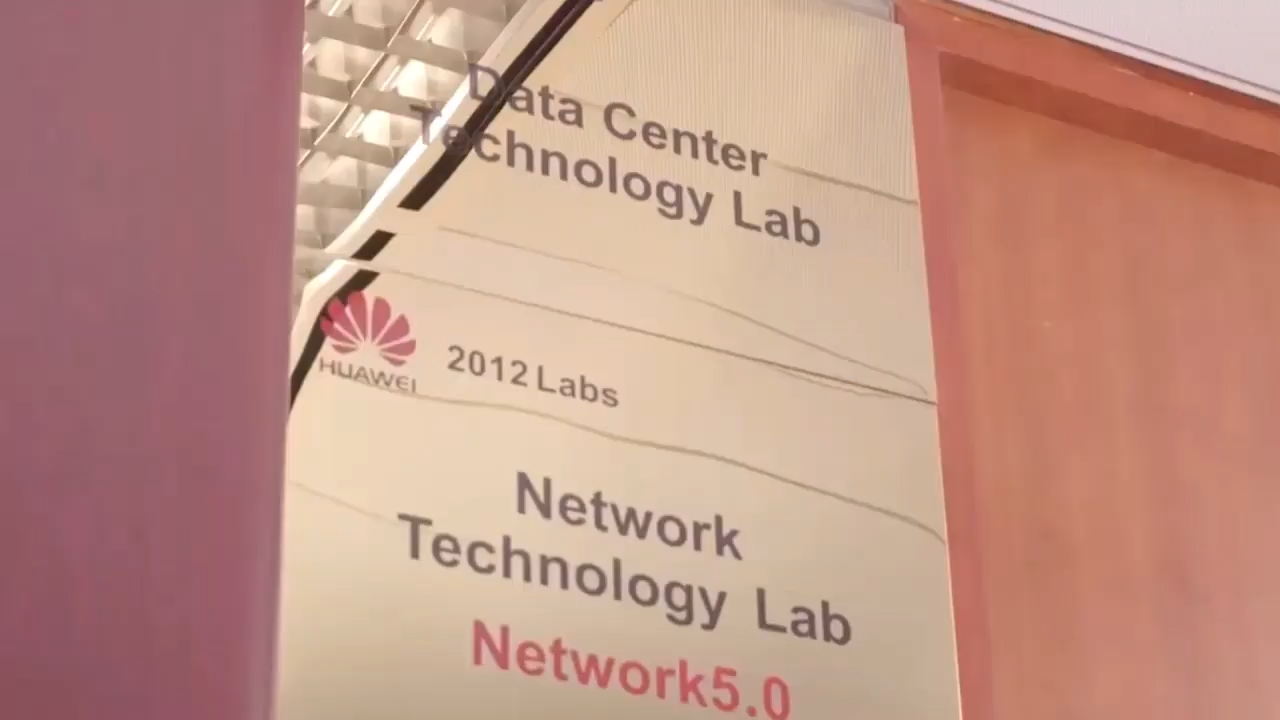 Data Center
Technology Lab
HUAWEI
2012 Labs
Network
Technology Lab
Network5.0